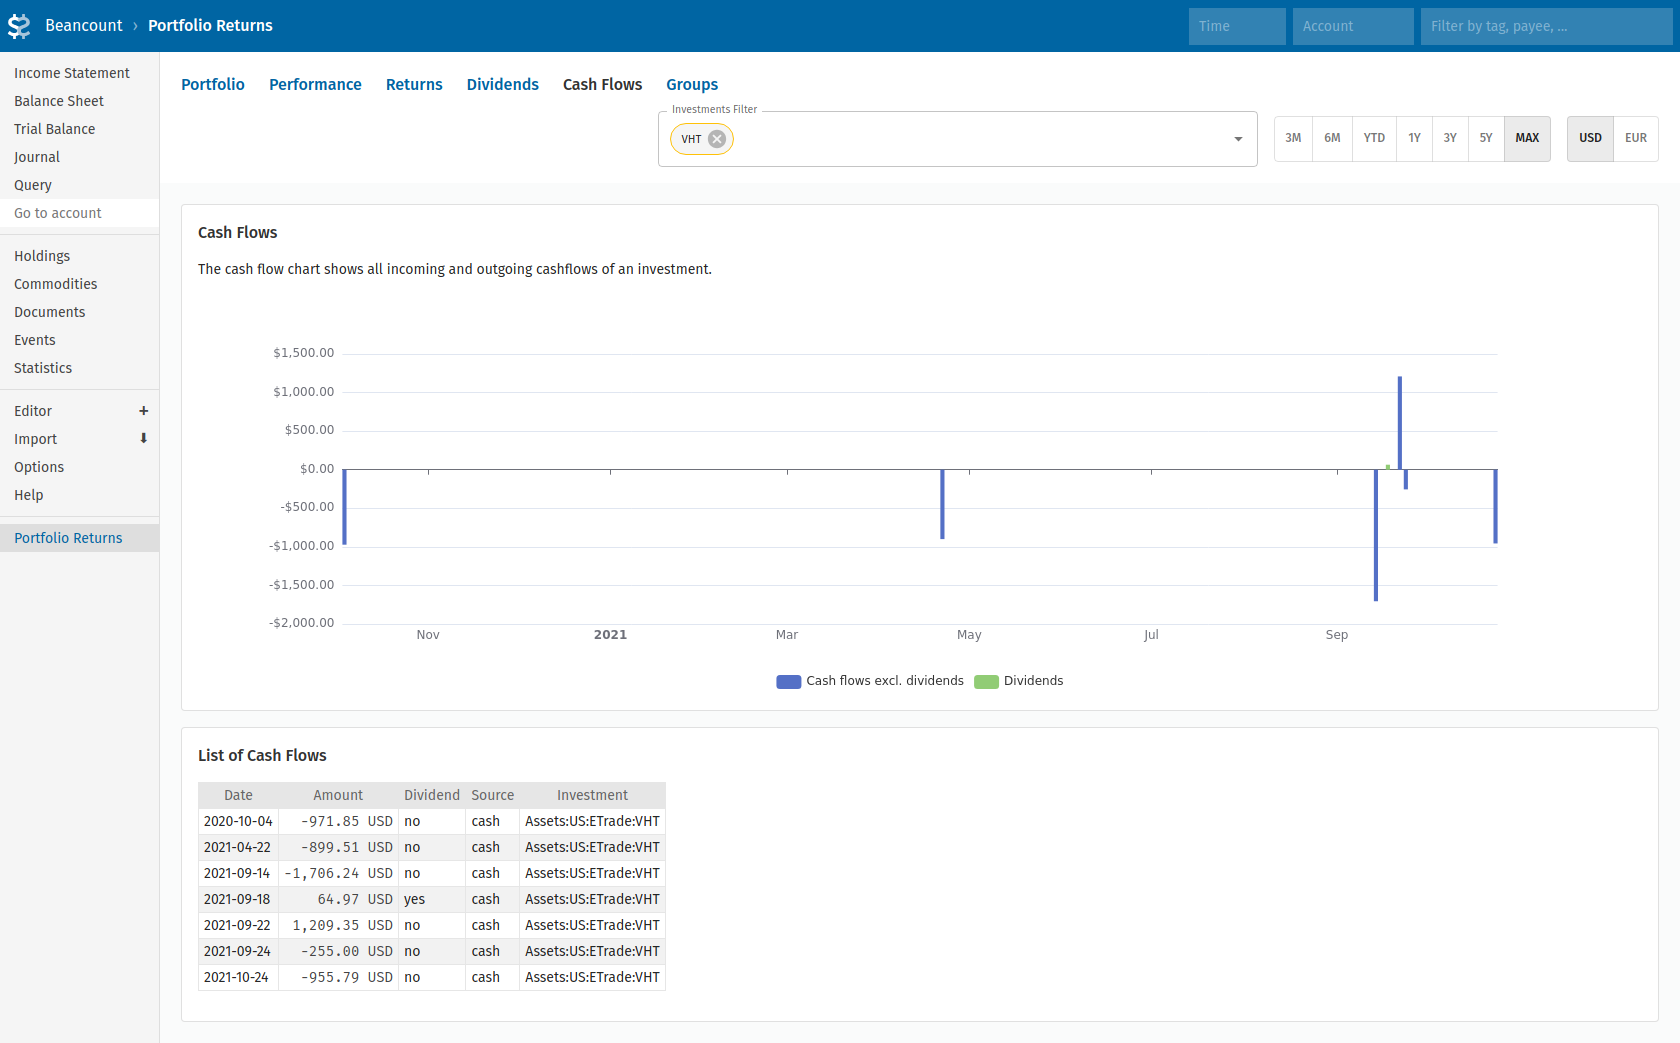 Beancount › Portfolio Returns
Time
Account
Filter by tag, payee, ...
Income Statement
Balance Sheet
Trial Balance
Journal
Query
Go to account
Holdings
Commodities
Documents
Events
Statistics
Editor +
Import
Options
Help
Portfolio Returns
Portfolio Performance Returns Dividends Cash Flows Groups
Investments Filter
VHT
3M 6M YTD 1Y 3Y 5Y MAX USD EUR
Cash Flows
The cash flow chart shows all incoming and outgoing cashflows of an investment.
$1,500.00
$1,000.00
$500.00
$0.00
-$500.00
-$1,000.00
-$1,500.00
-$2,000.00
Nov 2021 Mar May Jul Sep
Cash flows excl. dividends Dividends
List of Cash Flows
Date Amount Dividend Source Investment
2020-10-04 -971.85 USD no cash Assets:US:ETrade:VHT
2021-04-22 -899.51 USD no cash Assets:US:ETrade:VHT
2021-09-14 -1,706.24 USD no cash Assets:US:ETrade:VHT
2021-09-18 64.97 USD yes cash Assets:US:ETrade:VHT
2021-09-22 1,209.35 USD no cash Assets:US:ETrade:VHT
2021-09-24 -255.00 USD no cash Assets:US:ETrade:VHT
2021-10-24 -955.79 USD no cash Assets:US:ETrade:VHT